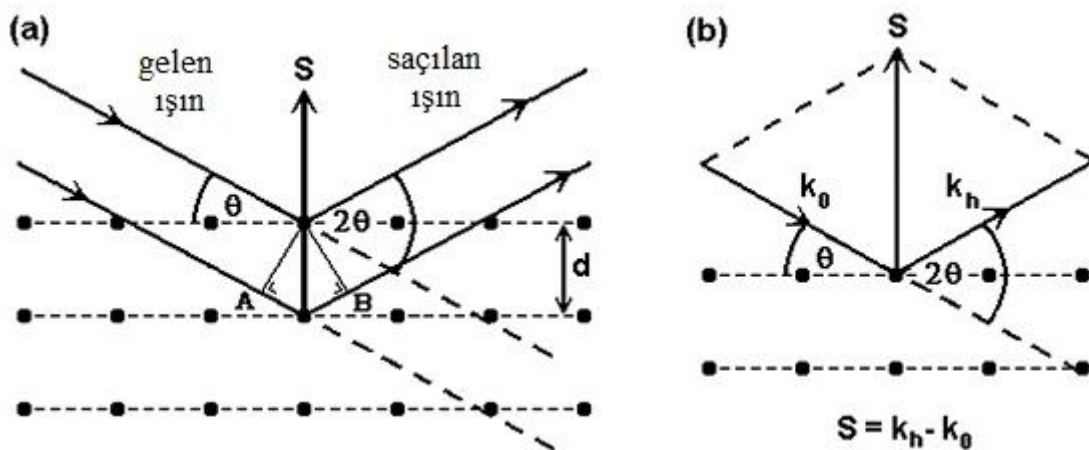 (a)
gelen
ışın
S
saçılan
ışın
θ
2θ
d
A
B
(b)
S
k₀
kₕ
θ
2θ
S = kₕ- k₀